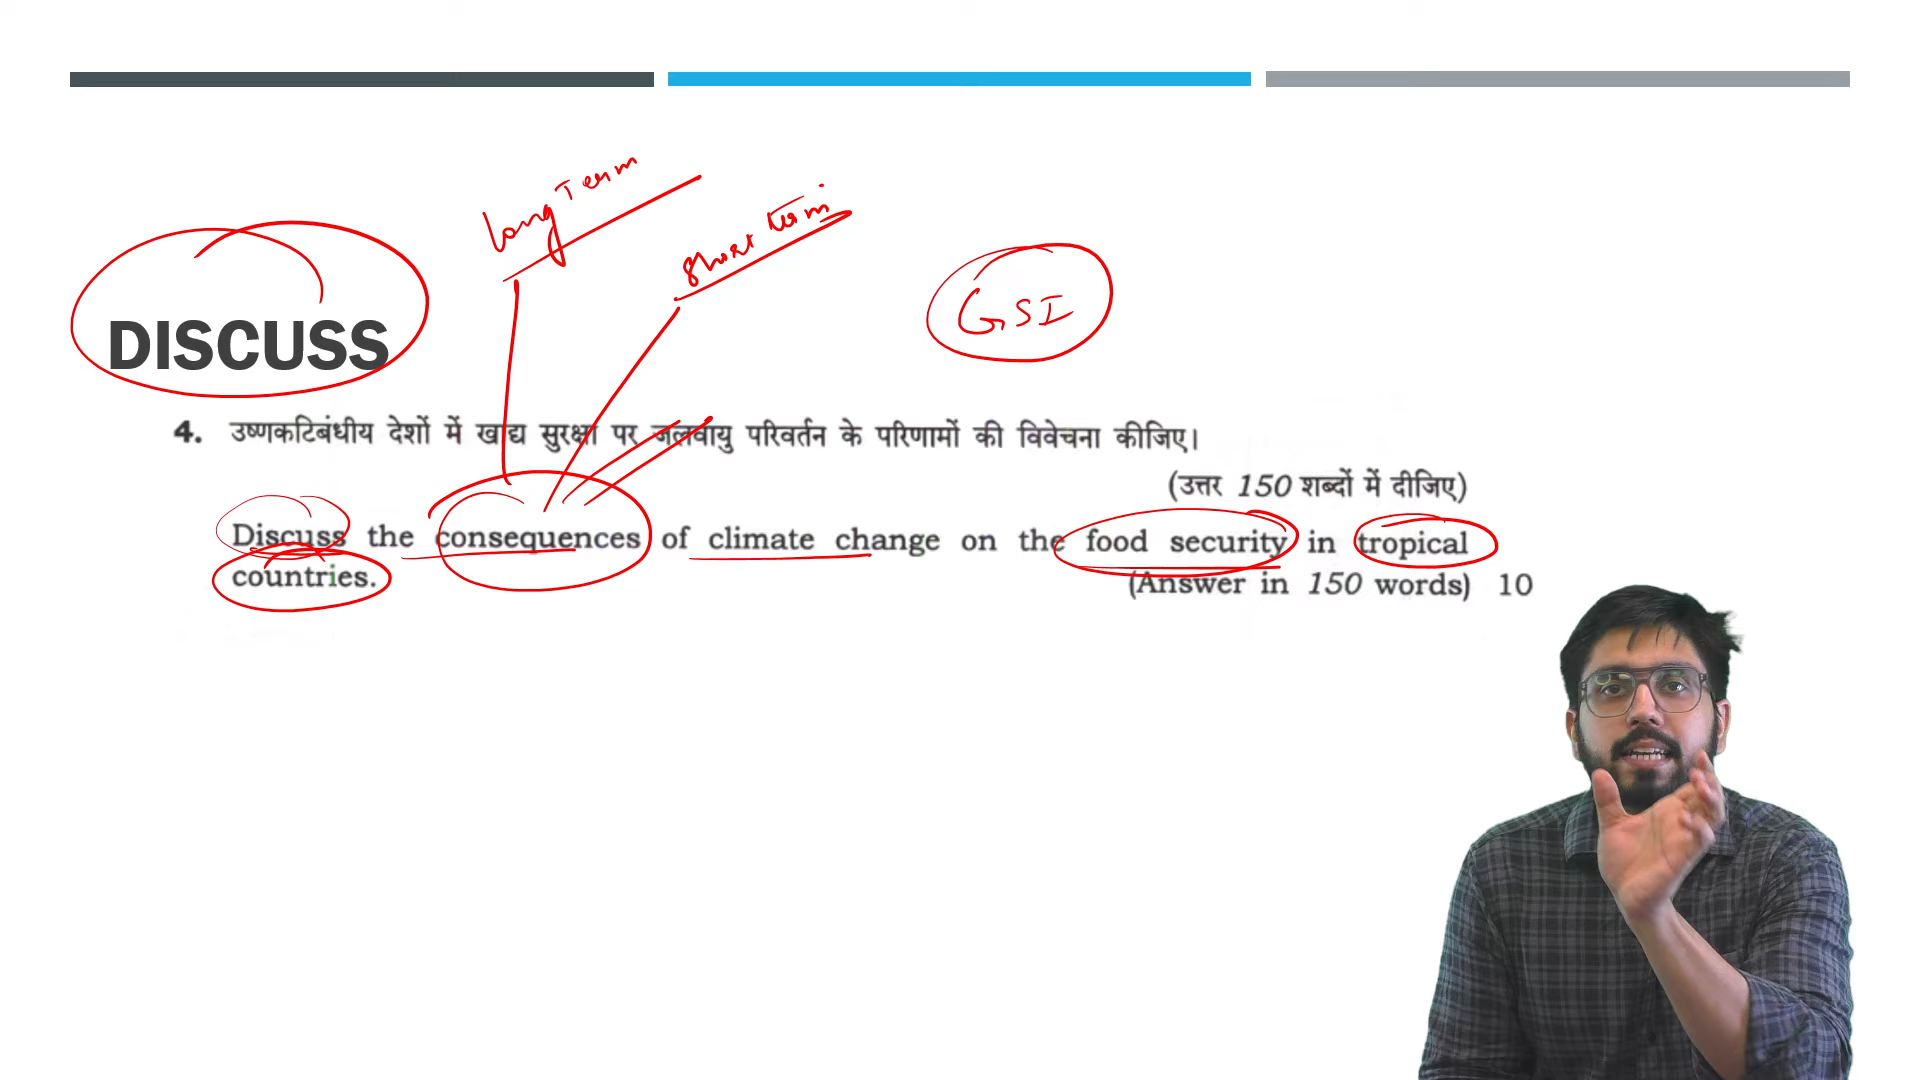 Long Term
Short term
GSI
DISCUSS
4. उष्णकटिबंधीय देशों में खाद्य सुरक्षा पर जलवायु परिवर्तन के परिणामों की विवेचना कीजिए।
(उत्तर 150 शब्दों में दीजिए)
Discuss the consequences of climate change on the food security in tropical
countries. (Answer in 150 words) 10